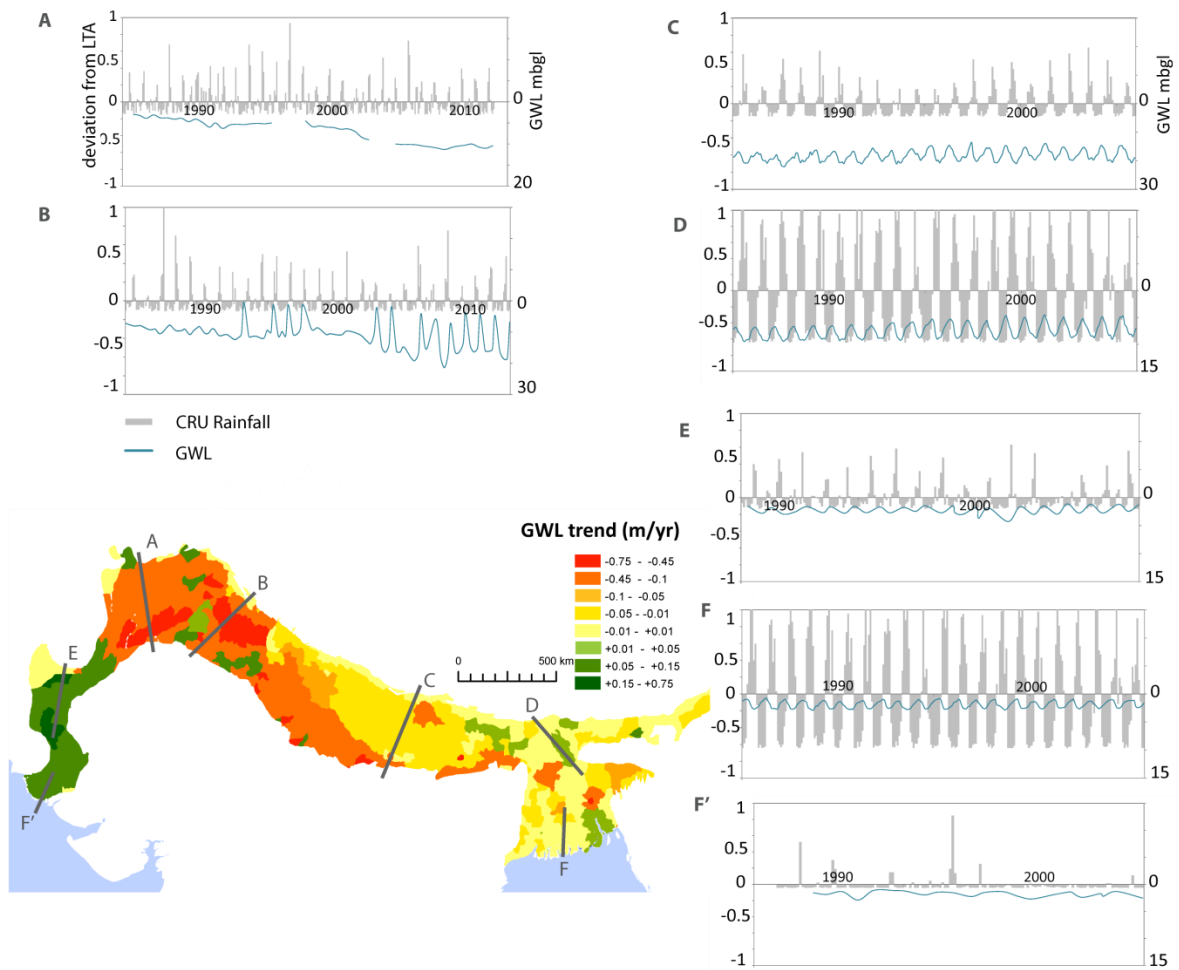 A
1
0.5
0
-0.5
-1
deviation from LTA
1990
2000
2010
0
20
GWL mbgl
B
1
0.5
0
-0.5
-1
1990
2000
2010
0
30
CRU Rainfall
GWL
C
1
0.5
0
-0.5
-1
1990
2000
0
30
GWL mbgl
D
1
0.5
0
-0.5
-1
1990
2000
0
15
E
1
0.5
0
-0.5
-1
1990
2000
0
15
F
1
0.5
0
-0.5
-1
1990
2000
0
15
F'
1
0.5
0
-0.5
-1
1990
2000
0
15
GWL trend (m/yr)
-0.75 - -0.45
-0.45 - -0.1
-0.1 - -0.05
-0.05 - -0.01
-0.01 - +0.01
+0.01 - +0.05
+0.05 - +0.15
+0.15 - +0.75
0 500 km
A
B
E
C
D
F'
F